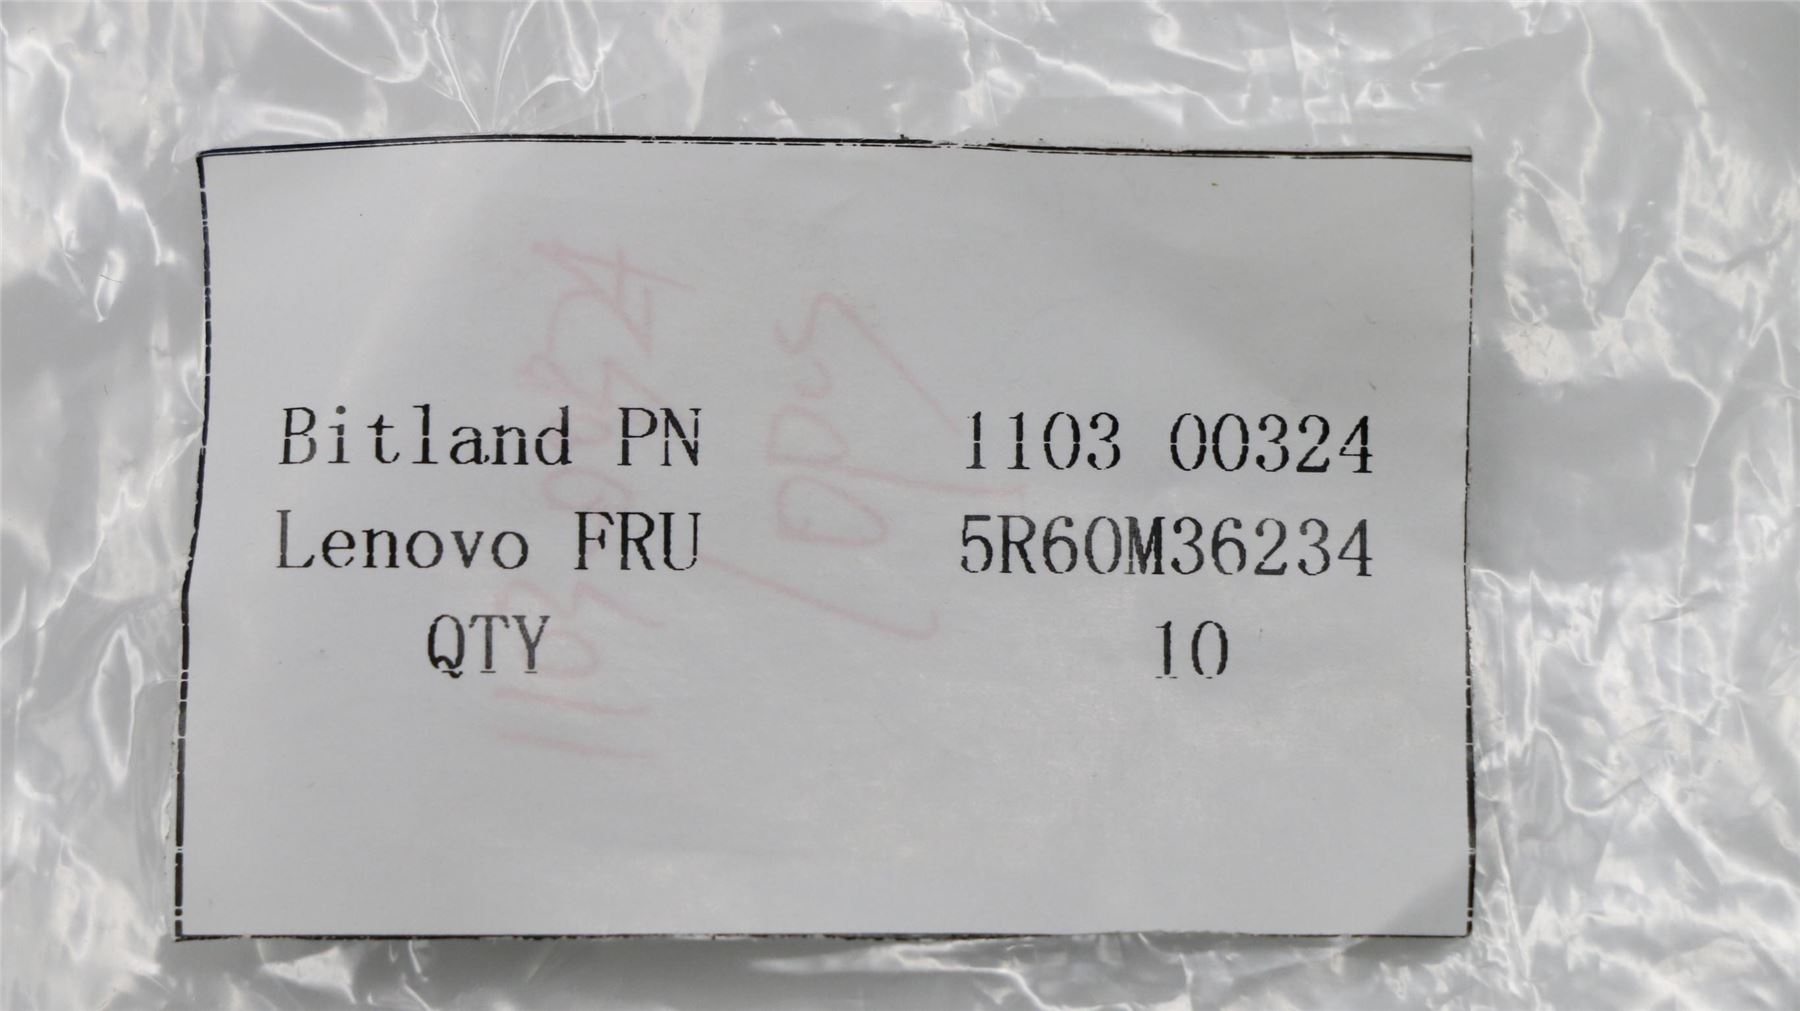 Bitland PN 1103 00324
Lenovo FRU 5R60M36234
QTY 10